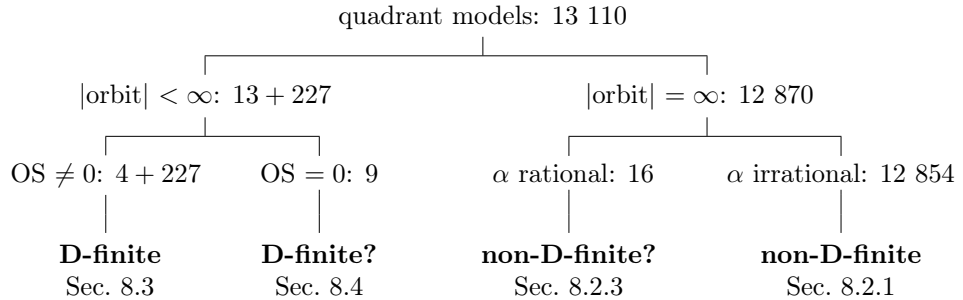 quadrant models: 13 110
|orbit| < ∞: 13 + 227 |orbit| = ∞: 12 870
OS ≠ 0: 4 + 227 OS = 0: 9 α rational: 16 α irrational: 12 854
D-finite D-finite? non-D-finite? non-D-finite
Sec. 8.3 Sec. 8.4 Sec. 8.2.3 Sec. 8.2.1